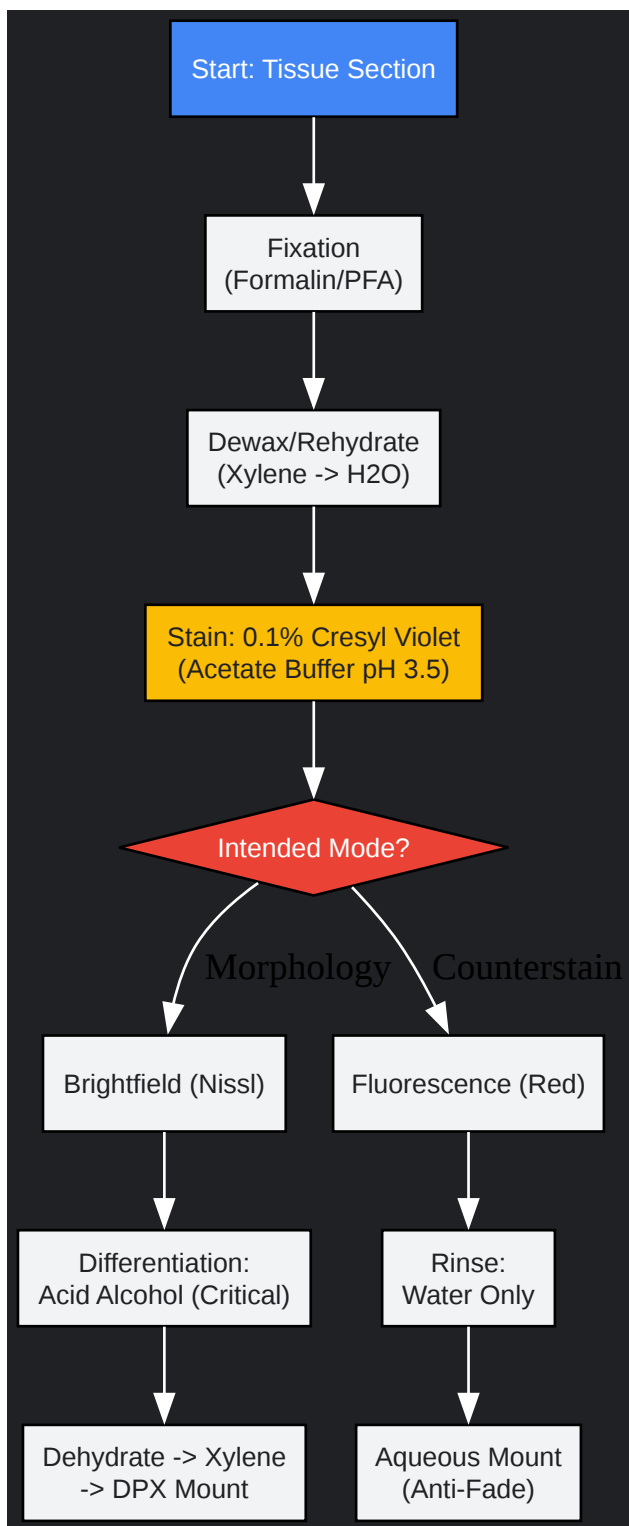 Start: Tissue Section
Fixation
(Formalin/PFA)
Dewax/Rehydrate
(Xylene -> H2O)
Stain: 0.1% Cresyl Violet
(Acetate Buffer pH 3.5)
Intended Mode?
Morphology
Counterstain
Brightfield (Nissl)
Fluorescence (Red)
Differentiation:
Acid Alcohol (Critical)
Rinse:
Water Only
Dehydrate -> Xylene
-> DPX Mount
Aqueous Mount
(Anti-Fade)